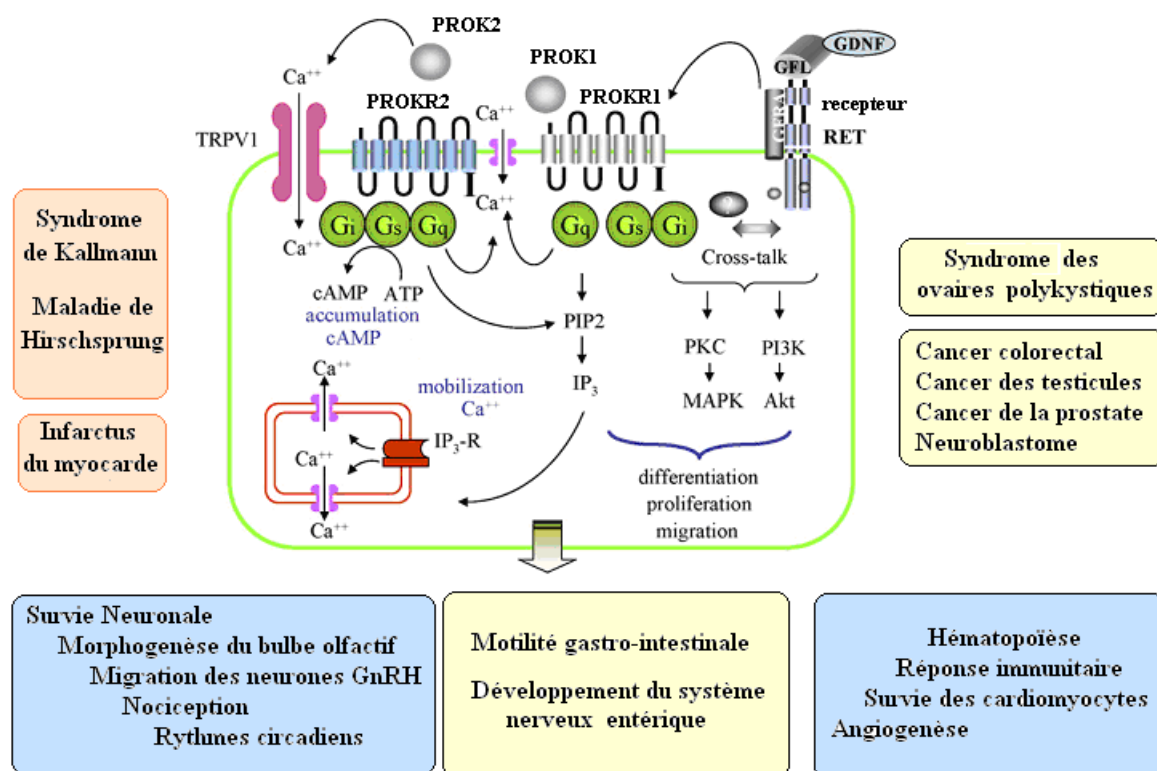 PROK2
PROK1
GDNF
GFL
Ca⁺⁺
PROKR2
Ca⁺⁺
PROKR1
recepteur
RET
TRPV1
Ca⁺⁺
Gi
Gs
Gq
Ca⁺⁺
Gq
Gs
Gi
?
Cross-talk
cAMP
ATP
accumulation
cAMP
PIP2
PKC
PI3K
IP₃
MAPK
Akt
Ca⁺⁺
mobilization
Ca⁺⁺
IP₃-R
Ca⁺⁺
Ca⁺⁺
differentiation
proliferation
migration
Syndrome
de Kallmann
Maladie de
Hirschsprung
Infarctus
du myocarde
Syndrome des
ovaires polykystiques
Cancer colorectal
Cancer des testicules
Cancer de la prostate
Neuroblastome
Survie Neuronale
Morphogenèse du bulbe olfactif
Migration des neurones GnRH
Nociception
Rythmes circadiens
Motilité gastro-intestinale
Développement du système
nerveux entérique
Hématopoïèse
Réponse immunitaire
Survie des cardiomyocytes
Angiogenèse